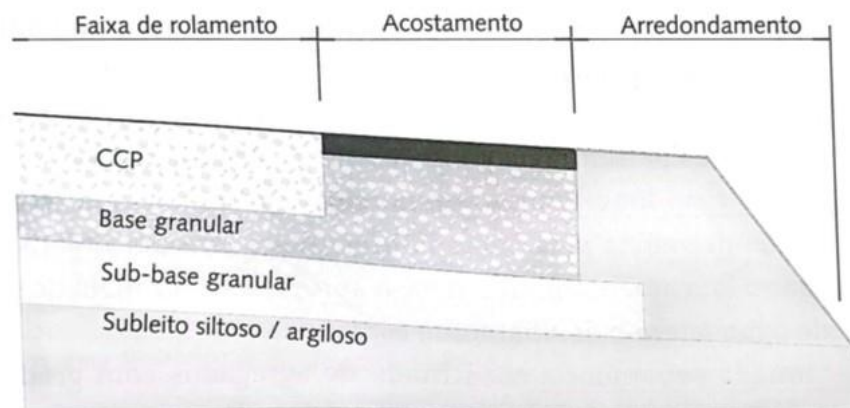 Faixa de rolamento
Acostamento
Arredondamento
CCP
Base granular
Sub-base granular
Subleito siltoso / argiloso